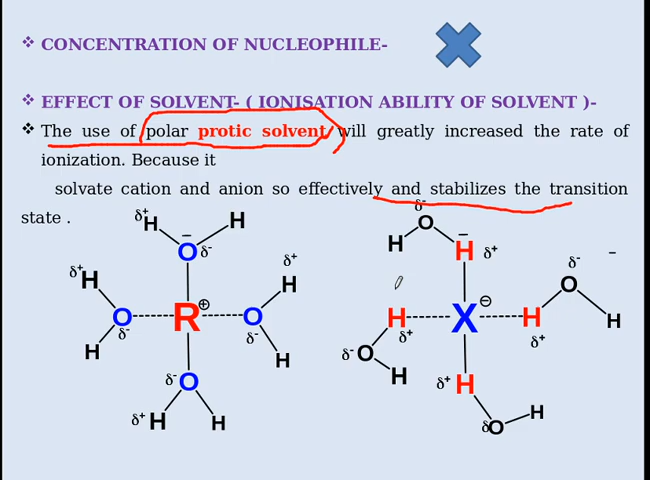 ❖ CONCENTRATION OF NUCLEOPHILE-
❖ EFFECT OF SOLVENT- ( IONISATION ABILITY OF SOLVENT )-
❖ The use of polar protic solvent will greatly increased the rate of
ionization. Because it
solvate cation and anion so effectively and stabilizes the transition
state .
δ+ H H δ- O H
O δ- H δ+
δ+ H δ+ H δ- O
O R⊕ O H X⊖ H H
δ- δ- δ+ δ+
H H δ- O H
δ- O δ+ H
δ+ H H δ O H